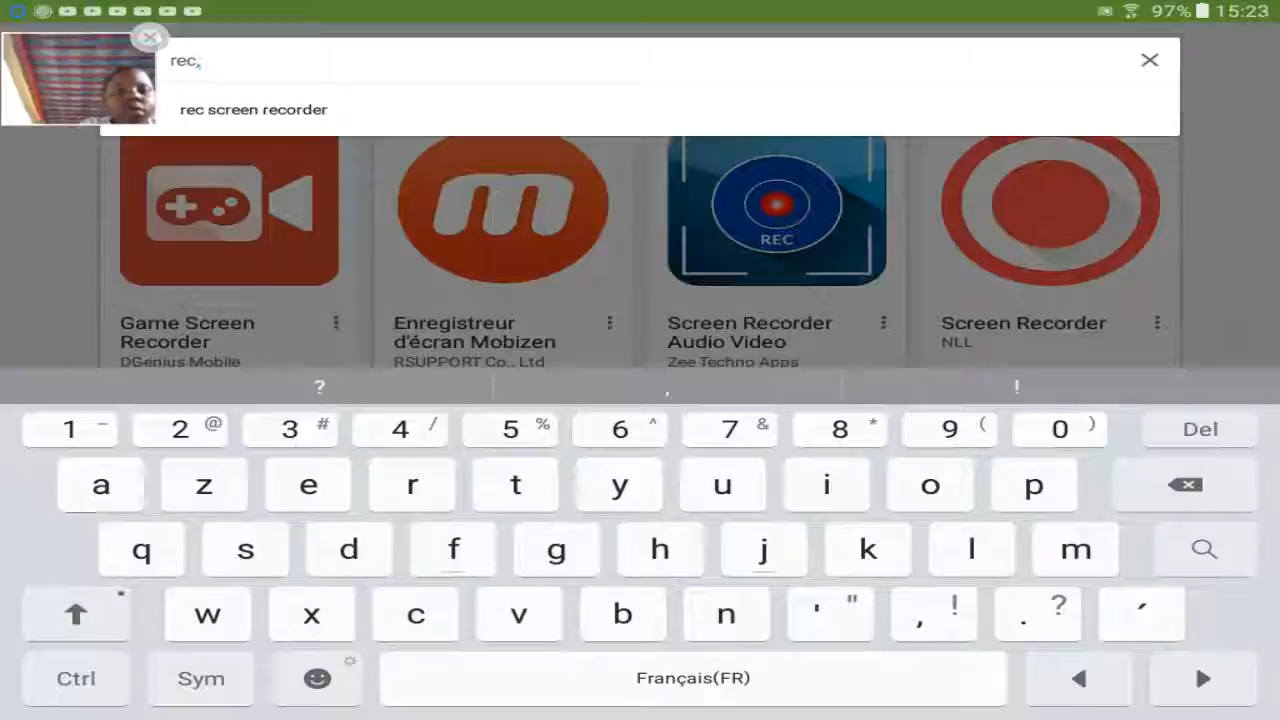 97% 15:23
rec,
rec screen recorder
REC
Game Screen
Recorder
DGenius Mobile
Enregistreur
d'écran Mobizen
RSUPPORT Co., Ltd
Screen Recorder
Audio Video
Zee Techno Apps
Screen Recorder
NLL
? , !
1 - 2 @ 3 # 4 / 5 % 6 ^ 7 & 8 * 9 ( 0 ) Del
a z e r t y u i o p
q s d f g h j k l m
w x c v b n ' " , ! . ? ´
Ctrl Sym Français(FR)